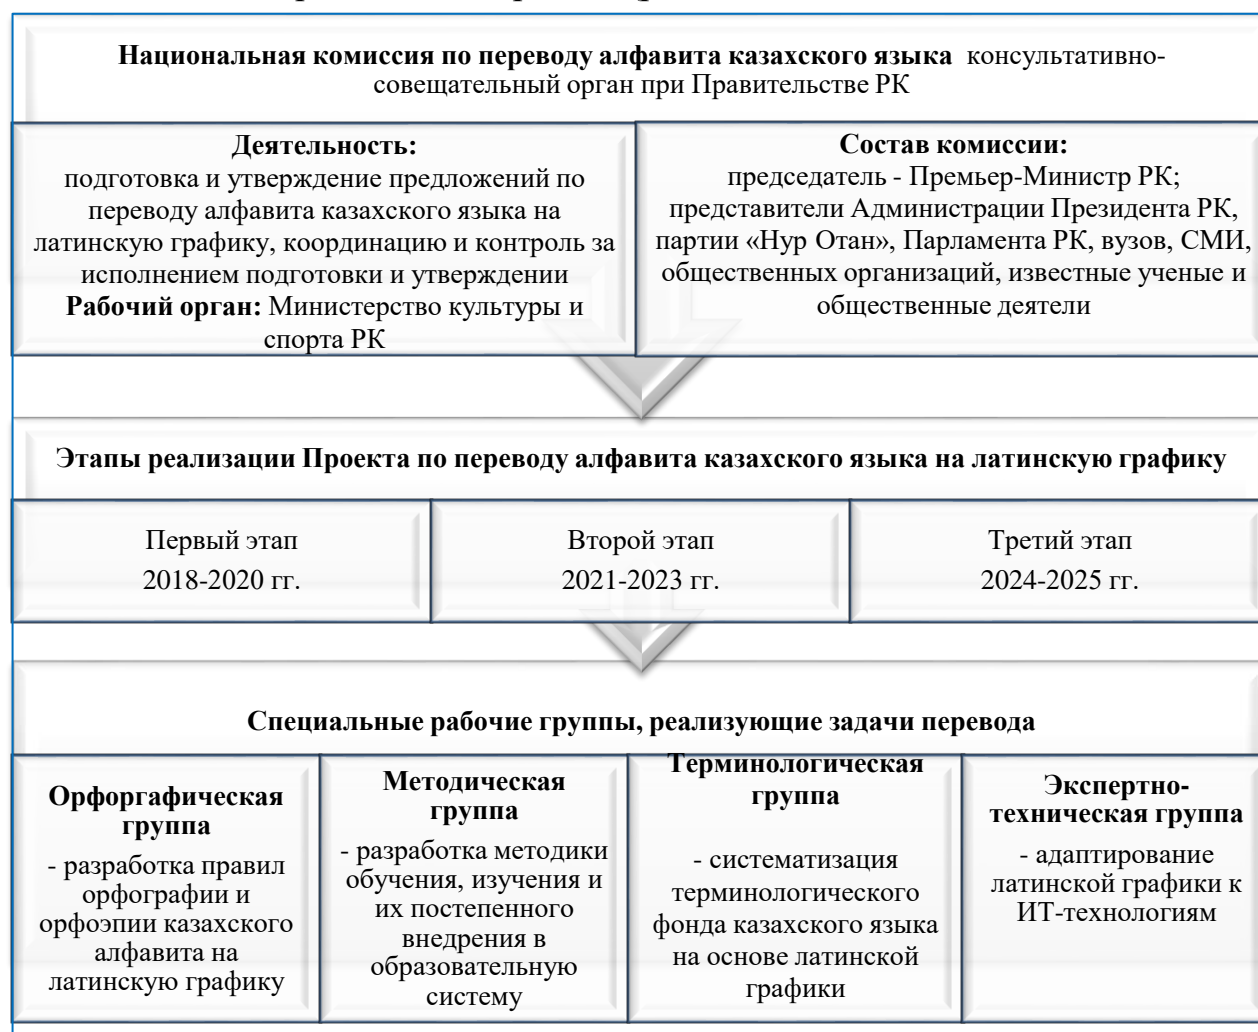 Национальная комиссия по переводу алфавита казахского языка консультативно-
совещательный орган при Правительстве РК
Деятельность:
подготовка и утверждение предложений по
переводу алфавита казахского языка на
латинскую графику, координацию и контроль за
исполнением подготовки и утверждении
Рабочий орган: Министерство культуры и
спорта РК
Состав комиссии:
председатель - Премьер-Министр РК;
представители Администрации Президента РК,
партии «Нур Отан», Парламента РК, вузов, СМИ,
общественных организаций, известные ученые и
общественные деятели
Этапы реализации Проекта по переводу алфавита казахского языка на латинскую графику
Первый этап
2018-2020 гг.
Второй этап
2021-2023 гг.
Третий этап
2024-2025 гг.
Специальные рабочие группы, реализующие задачи перевода
Орфоргафическая
группа
- разработка правил
орфографии и
орфоэпии казахского
алфавита на
латинскую графику
Методическая
группа
- разработка методики
обучения, изучения и
их постепенного
внедрения в
образовательную
систему
Терминологическая
группа
- систематизация
терминологического
фонда казахского языка
на основе латинской
графики
Экспертно-
техническая группа
- адаптирование
латинской графики к
ИТ-технологиям